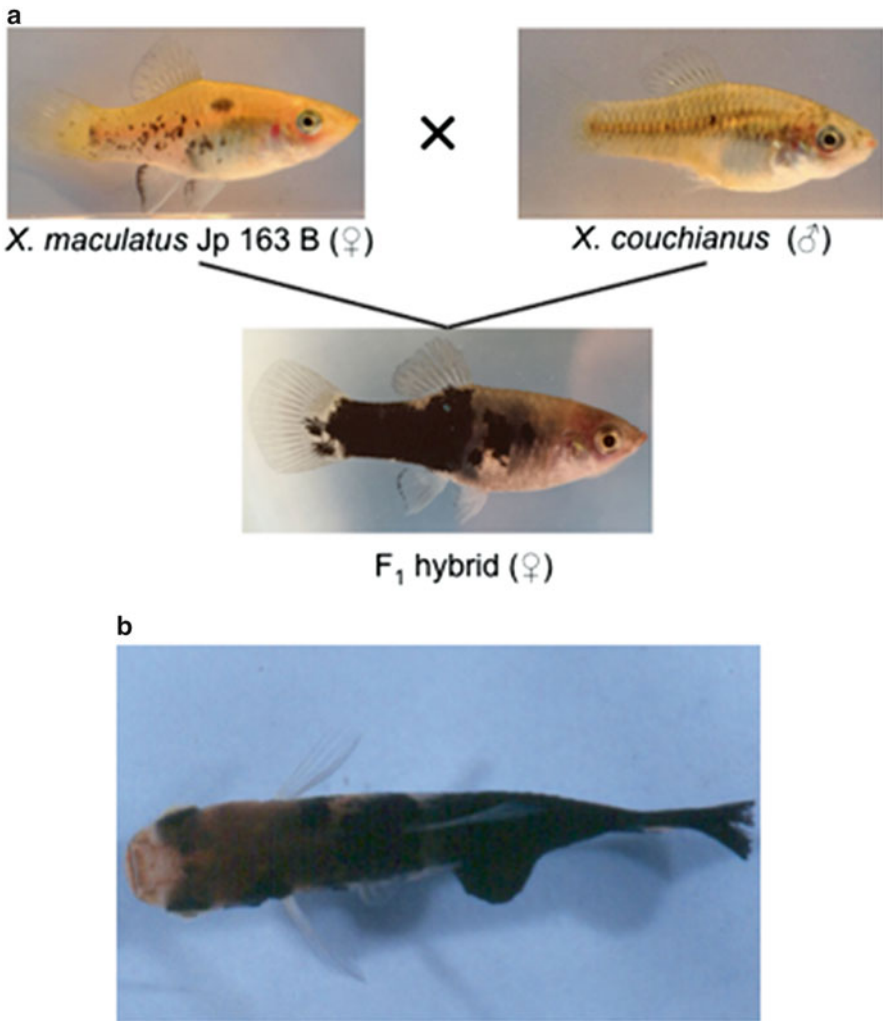 a
X. maculatus Jp 163 B (♀)
X. couchianus (♂)
F₁ hybrid (♀)
b